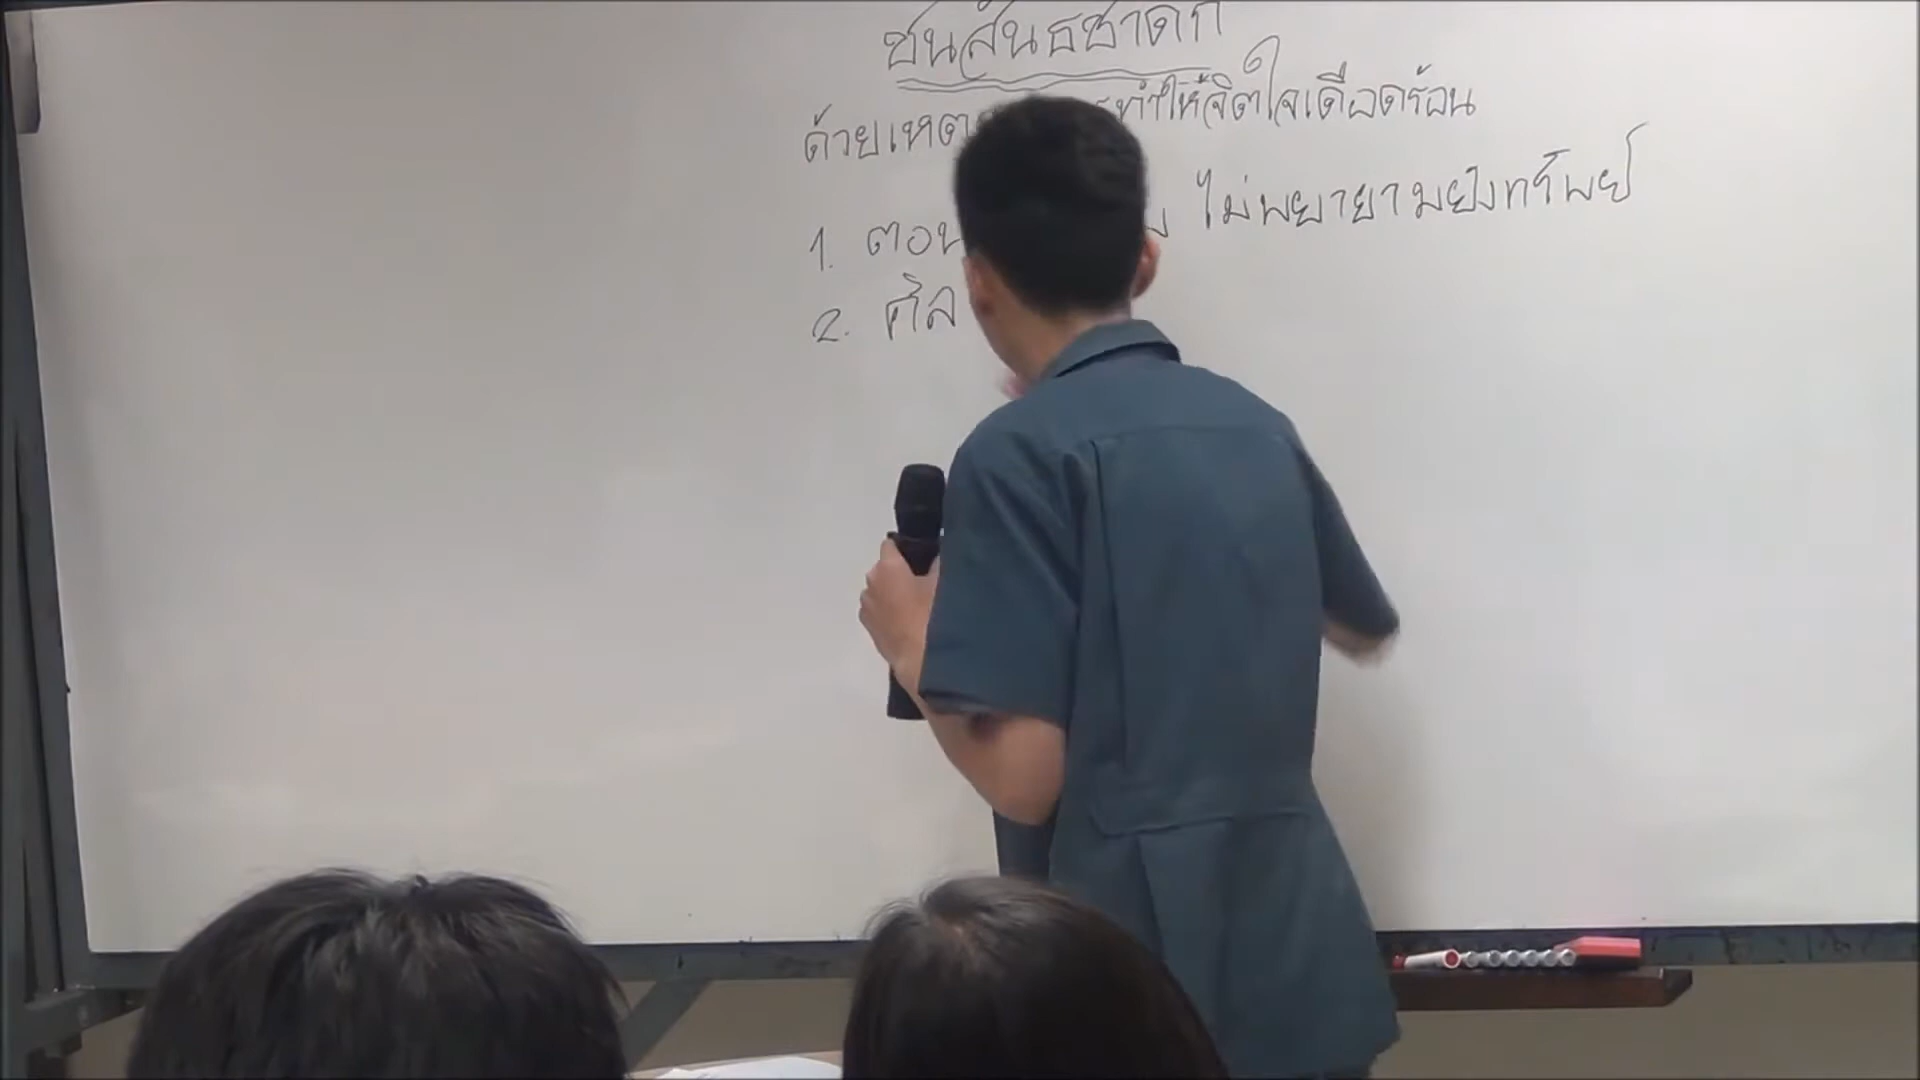 ชนสันธชาดก
ด้วยเหตุ ทำให้จิตใจเดือดร้อน
1. ตอน ไม่พยายามยังทรัพย์
2. ศิล